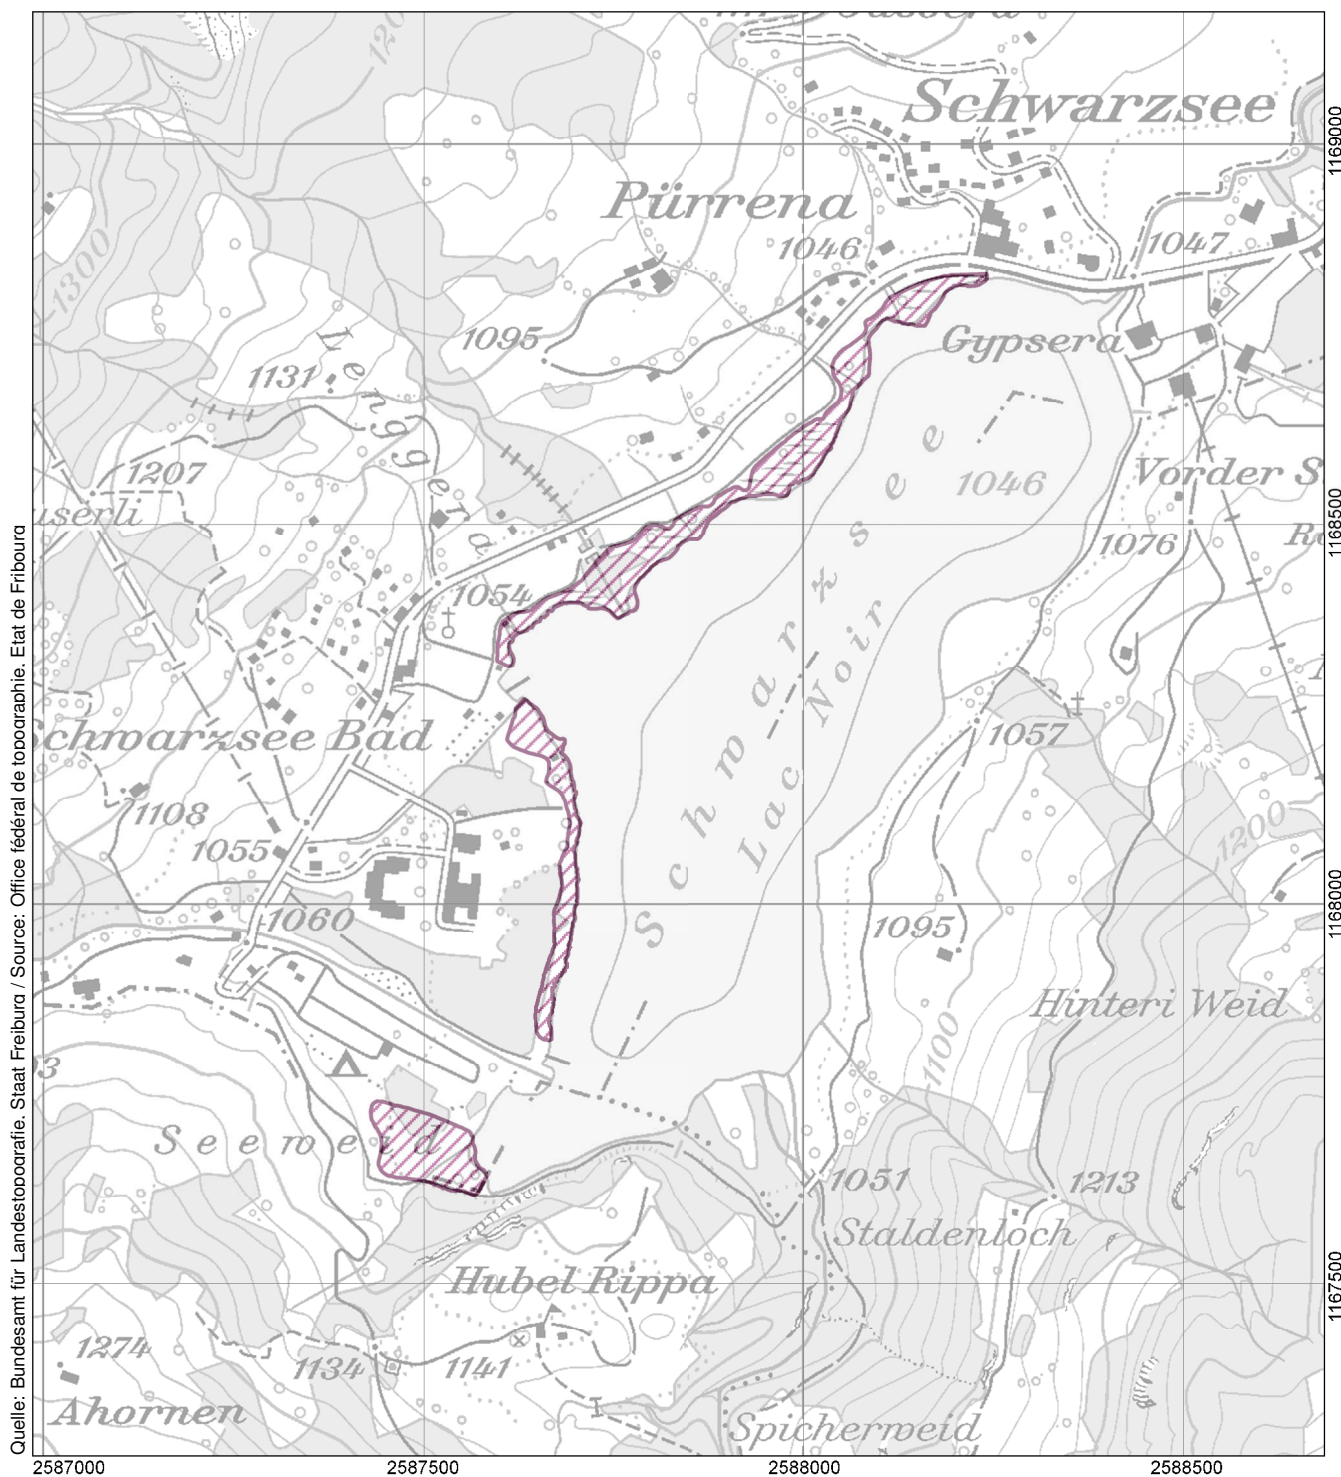 Schwarzsee
1169000
Pürrena
1046
1047
1300
1095
Gypsera
1131
Lenggera
1207
1046
Vorder S
1168500
1076
1054
Schwarzsee
Lac Noir
Schwarzsee Bad
1057
1108
1055
1200
1060
1095
1168000
Hinteri Weid
1100
Seeweid
1051
1213
Staldenloch
Hubel Rippa
1167500
1274
1134
1141
Ahornen
Spicherweid
2587000
2587500
2588000
2588500
Quelle: Bundesamt für Landestopografie. Staat Freiburg / Source: Office fédéral de topographie. Etat de Fribourg